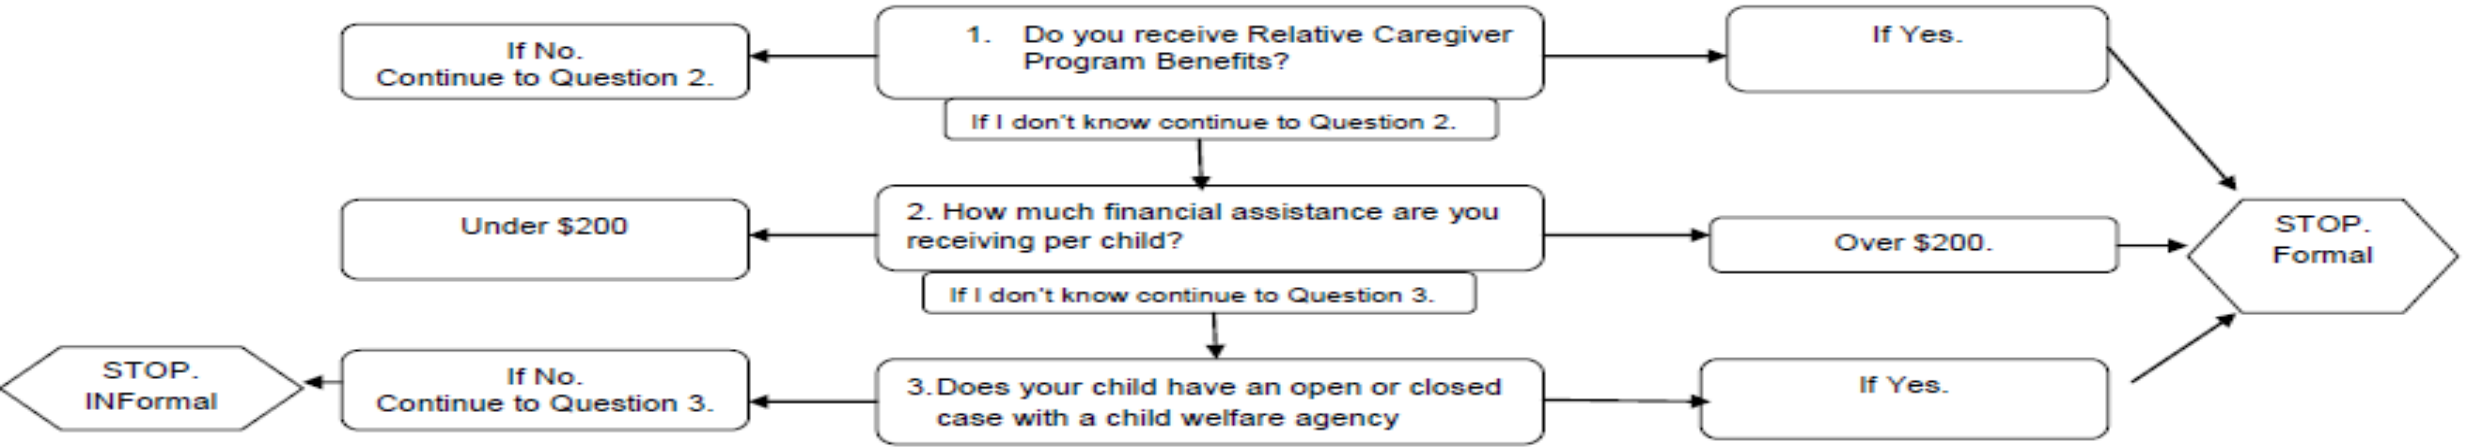 If No.
Continue to Question 2.
1. Do you receive Relative Caregiver
Program Benefits?
If Yes.
If I don't know continue to Question 2.
Under $200
2. How much financial assistance are you
receiving per child?
Over $200.
STOP.
Formal
If I don't know continue to Question 3.
STOP.
INFormal
If No.
Continue to Question 3.
3.Does your child have an open or closed
case with a child welfare agency
If Yes.